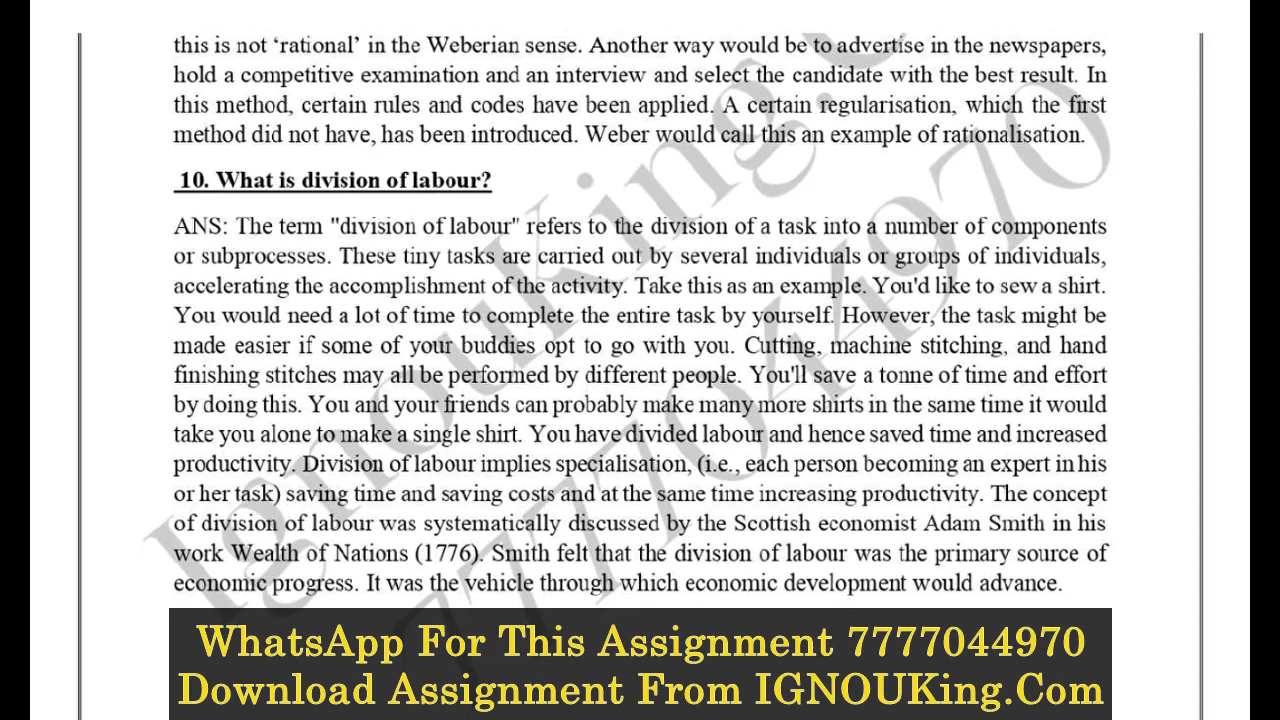 this is not ‘rational’ in the Weberian sense. Another way would be to advertise in the newspapers,
hold a competitive examination and an interview and select the candidate with the best result. In
this method, certain rules and codes have been applied. A certain regularisation, which the first
method did not have, has been introduced. Weber would call this an example of rationalisation.
10. What is division of labour?
ANS: The term "division of labour" refers to the division of a task into a number of components
or subprocesses. These tiny tasks are carried out by several individuals or groups of individuals,
accelerating the accomplishment of the activity. Take this as an example. You'd like to sew a shirt.
You would need a lot of time to complete the entire task by yourself. However, the task might be
made easier if some of your buddies opt to go with you. Cutting, machine stitching, and hand
finishing stitches may all be performed by different people. You'll save a tonne of time and effort
by doing this. You and your friends can probably make many more shirts in the same time it would
take you alone to make a single shirt. You have divided labour and hence saved time and increased
productivity. Division of labour implies specialisation, (i.e., each person becoming an expert in his
or her task) saving time and saving costs and at the same time increasing productivity. The concept
of division of labour was systematically discussed by the Scottish economist Adam Smith in his
work Wealth of Nations (1776). Smith felt that the division of labour was the primary source of
economic progress. It was the vehicle through which economic development would advance.
IgnouKing.c
7777044970
WhatsApp For This Assignment 7777044970
Download Assignment From IGNOUKing.Com